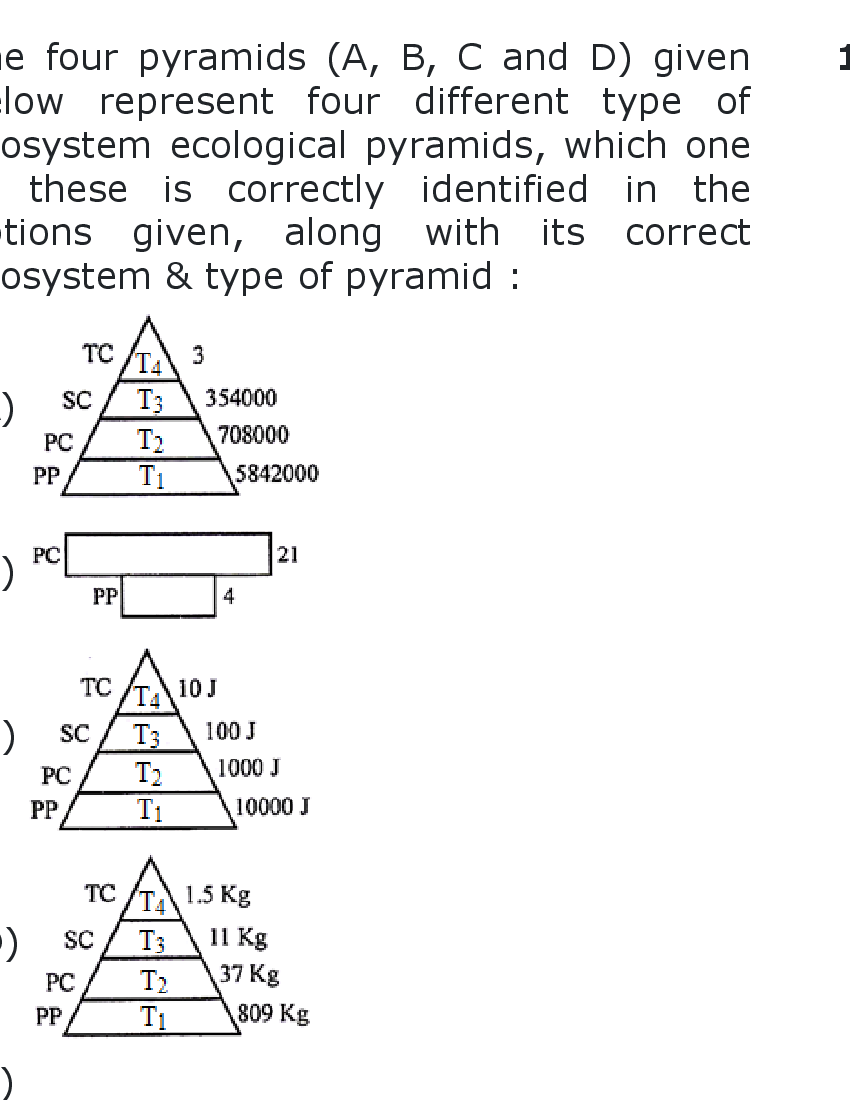 he four pyramids (A, B, C and D) given
elow represent four different type of
osystem ecological pyramids, which one
these is correctly identified in the
tions given, along with its correct
osystem & type of pyramid :
1
TC T4 3
SC T3 354000
)
PC T2 708000
PP T1 5842000
) PC 21
PP 4
TC T4 10 J
) SC T3 100 J
PC T2 1000 J
PP T1 10000 J
TC T4 1.5 Kg
) SC T3 11 Kg
PC T2 37 Kg
PP T1 809 Kg
)